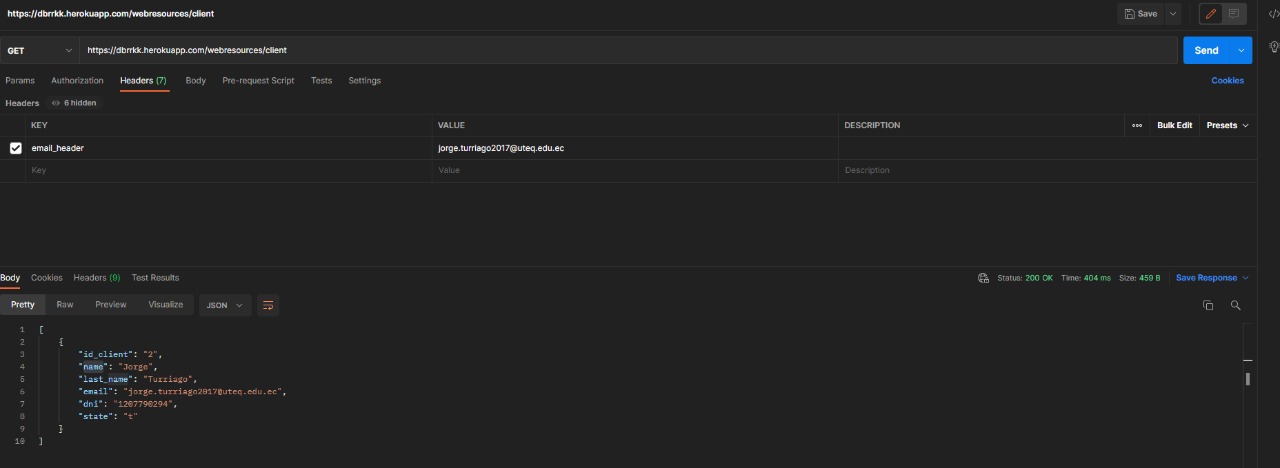 https://dbrrkk.herokuapp.com/webresources/client
Save
GET
https://dbrrkk.herokuapp.com/webresources/client
Send
Params Authorization Headers (7) Body Pre-request Script Tests Settings
Cookies
Headers 6 hidden
KEY VALUE DESCRIPTION ooo Bulk Edit Presets
email_header jorge.turriago2017@uteq.edu.ec
Key Value Description
Body Cookies Headers (9) Test Results
Status: 200 OK Time: 404 ms Size: 459 B Save Response
Pretty Raw Preview Visualize JSON
1 [
2 {
3 "id_client": "2",
4 "name": "Jorge",
5 "last_name": "Turriago",
6 "email": "jorge.turriago2017@uteq.edu.ec",
7 "dni": "1207790294",
8 "state": "t"
9 }
10 ]